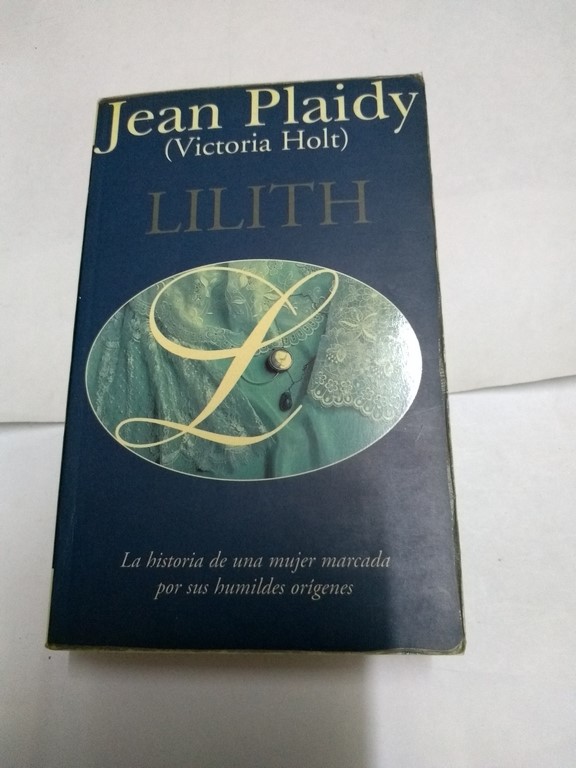 Jean Plaidy
(Victoria Holt)
LILITH
L
La historia de una mujer marcada
por sus humildes orígenes